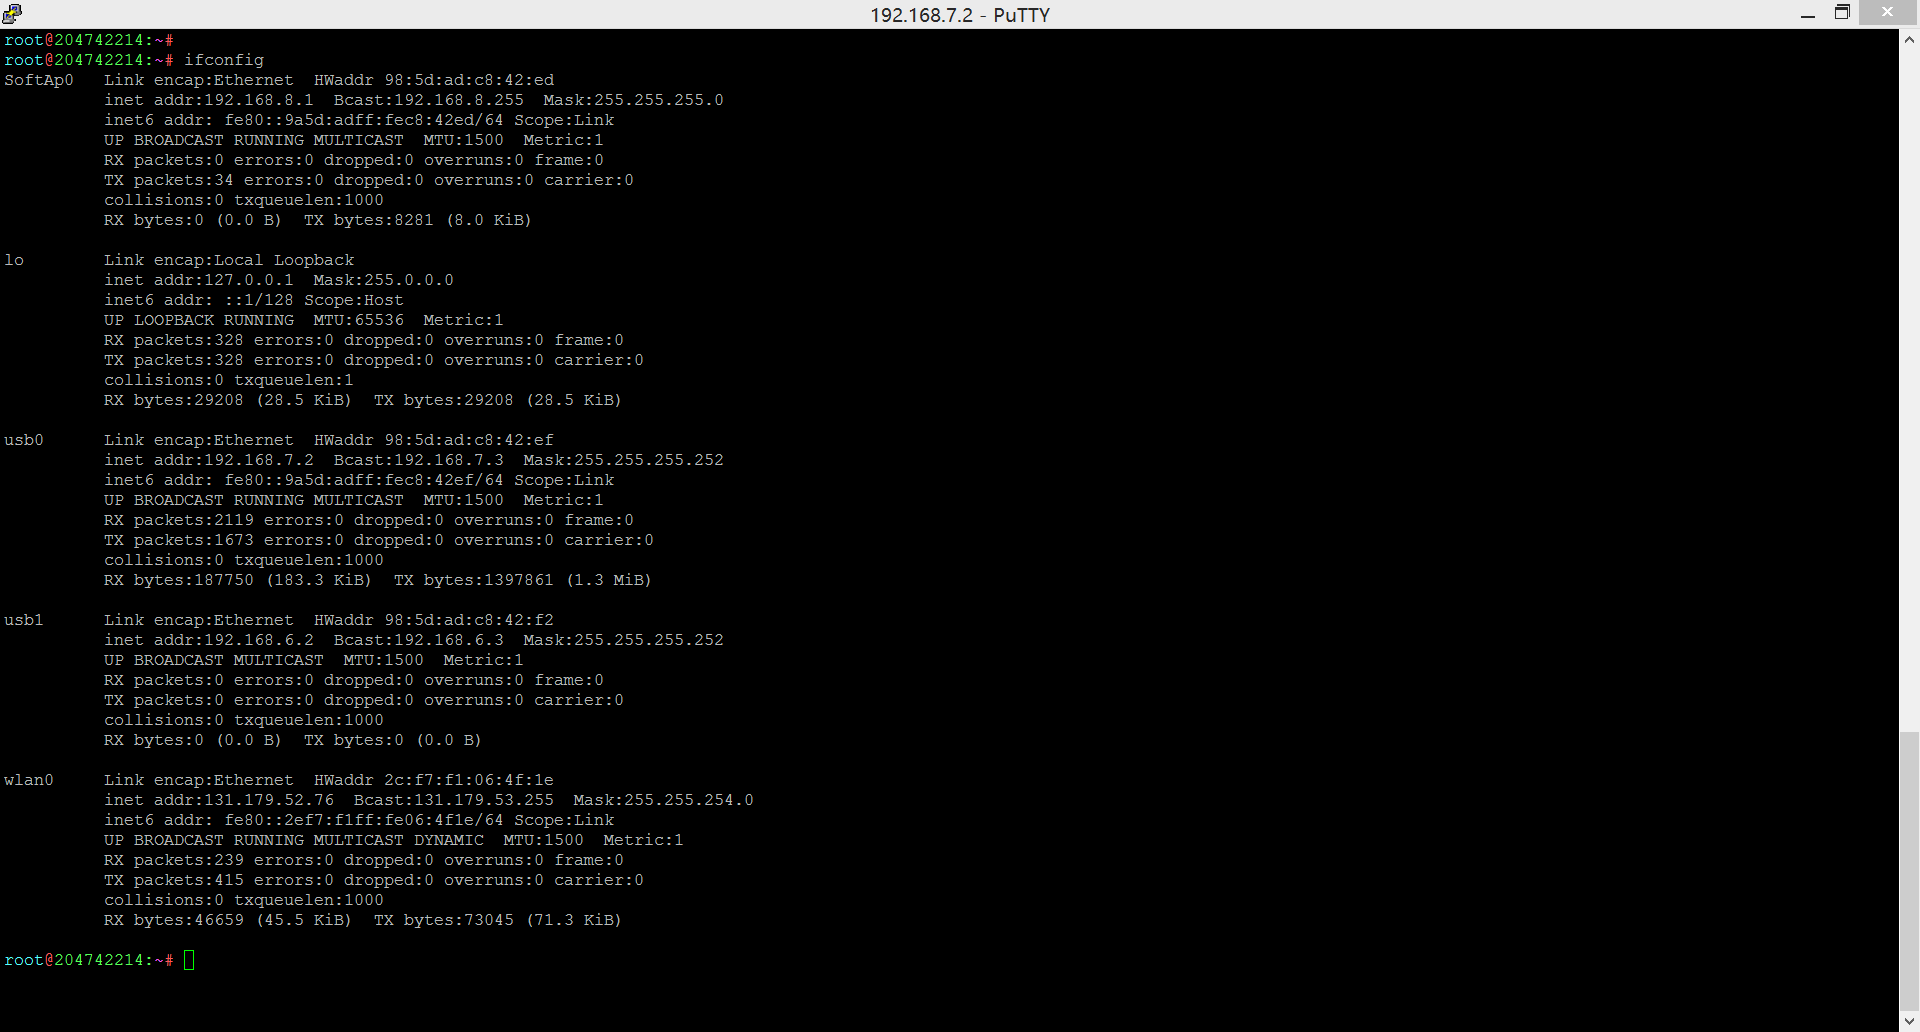 192.168.7.2 - PuTTY
root@204742214:~#
root@204742214:~# ifconfig
SoftAp0   Link encap:Ethernet  HWaddr 98:5d:ad:c8:42:ed
          inet addr:192.168.8.1  Bcast:192.168.8.255  Mask:255.255.255.0
          inet6 addr: fe80::9a5d:adff:fec8:42ed/64 Scope:Link
          UP BROADCAST RUNNING MULTICAST  MTU:1500  Metric:1
          RX packets:0 errors:0 dropped:0 overruns:0 frame:0
          TX packets:34 errors:0 dropped:0 overruns:0 carrier:0
          collisions:0 txqueuelen:1000
          RX bytes:0 (0.0 B)  TX bytes:8281 (8.0 KiB)

lo        Link encap:Local Loopback
          inet addr:127.0.0.1  Mask:255.0.0.0
          inet6 addr: ::1/128 Scope:Host
          UP LOOPBACK RUNNING  MTU:65536  Metric:1
          RX packets:328 errors:0 dropped:0 overruns:0 frame:0
          TX packets:328 errors:0 dropped:0 overruns:0 carrier:0
          collisions:0 txqueuelen:1
          RX bytes:29208 (28.5 KiB)  TX bytes:29208 (28.5 KiB)

usb0      Link encap:Ethernet  HWaddr 98:5d:ad:c8:42:ef
          inet addr:192.168.7.2  Bcast:192.168.7.3  Mask:255.255.255.252
          inet6 addr: fe80::9a5d:adff:fec8:42ef/64 Scope:Link
          UP BROADCAST RUNNING MULTICAST  MTU:1500  Metric:1
          RX packets:2119 errors:0 dropped:0 overruns:0 frame:0
          TX packets:1673 errors:0 dropped:0 overruns:0 carrier:0
          collisions:0 txqueuelen:1000
          RX bytes:187750 (183.3 KiB)  TX bytes:1397861 (1.3 MiB)

usb1      Link encap:Ethernet  HWaddr 98:5d:ad:c8:42:f2
          inet addr:192.168.6.2  Bcast:192.168.6.3  Mask:255.255.255.252
          UP BROADCAST MULTICAST  MTU:1500  Metric:1
          RX packets:0 errors:0 dropped:0 overruns:0 frame:0
          TX packets:0 errors:0 dropped:0 overruns:0 carrier:0
          collisions:0 txqueuelen:1000
          RX bytes:0 (0.0 B)  TX bytes:0 (0.0 B)

wlan0     Link encap:Ethernet  HWaddr 2c:f7:f1:06:4f:1e
          inet addr:131.179.52.76  Bcast:131.179.53.255  Mask:255.255.254.0
          inet6 addr: fe80::2ef7:f1ff:fe06:4f1e/64 Scope:Link
          UP BROADCAST RUNNING MULTICAST DYNAMIC  MTU:1500  Metric:1
          RX packets:239 errors:0 dropped:0 overruns:0 frame:0
          TX packets:415 errors:0 dropped:0 overruns:0 carrier:0
          collisions:0 txqueuelen:1000
          RX bytes:46659 (45.5 KiB)  TX bytes:73045 (71.3 KiB)

root@204742214:~#